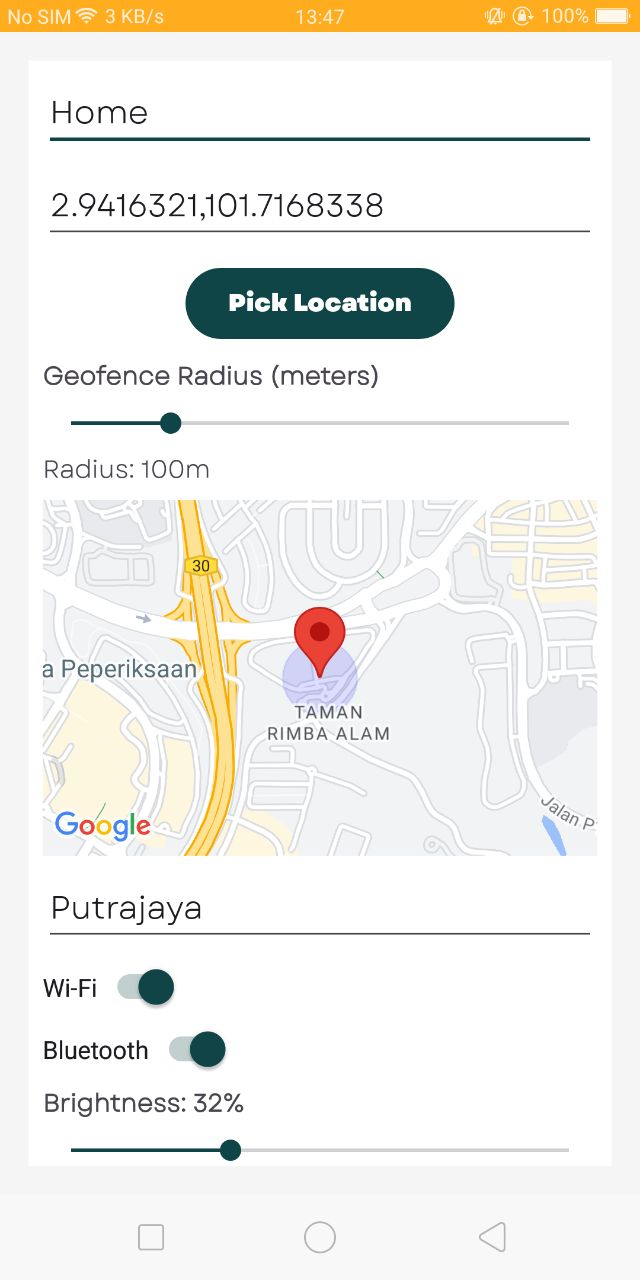 No SIM 3 KB/s 13:47 100%
Home
2.9416321,101.7168338
Pick Location
Geofence Radius (meters)
Radius: 100m
30
a Peperiksaan
TAMAN
RIMBA ALAM
Jalan P
Google
Putrajaya
Wi-Fi
Bluetooth
Brightness: 32%